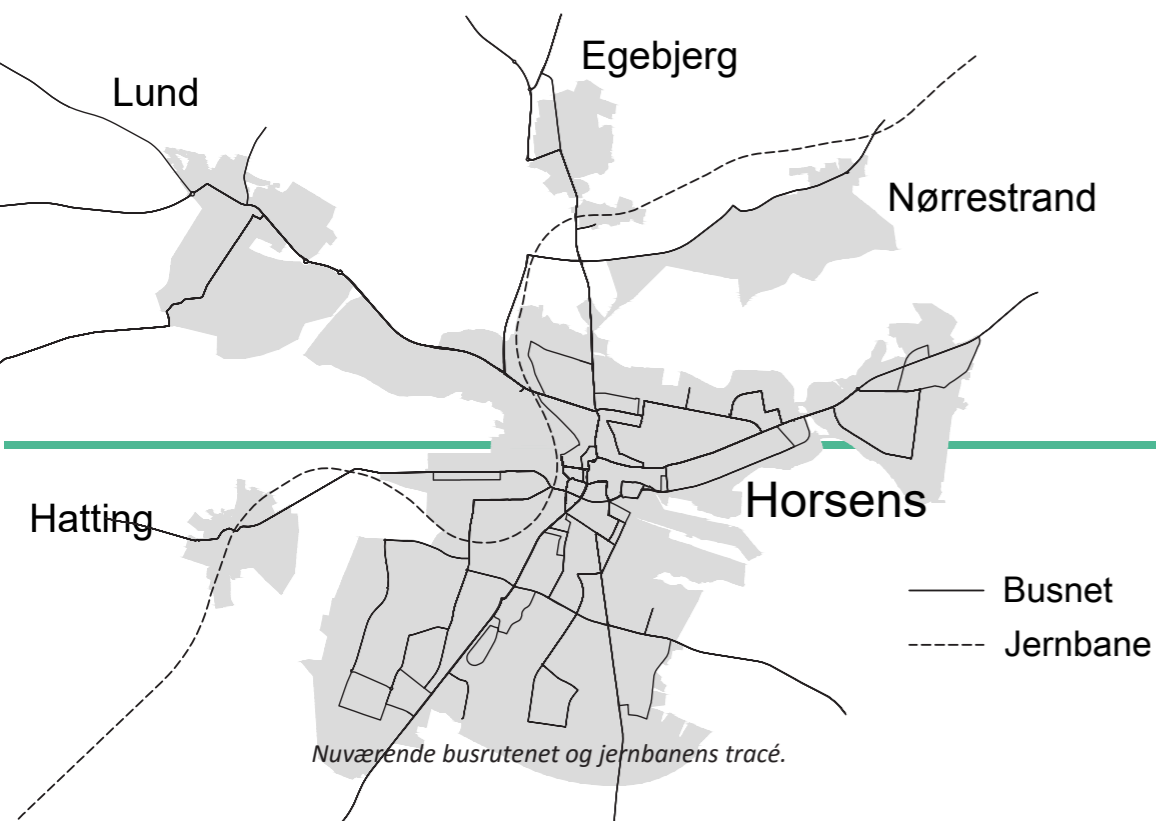 Egebjerg
Lund
Nørrestrand
Horsens
Hatting
Busnet
Jernbane
Nuværende busrutenet og jernbanens tracé.